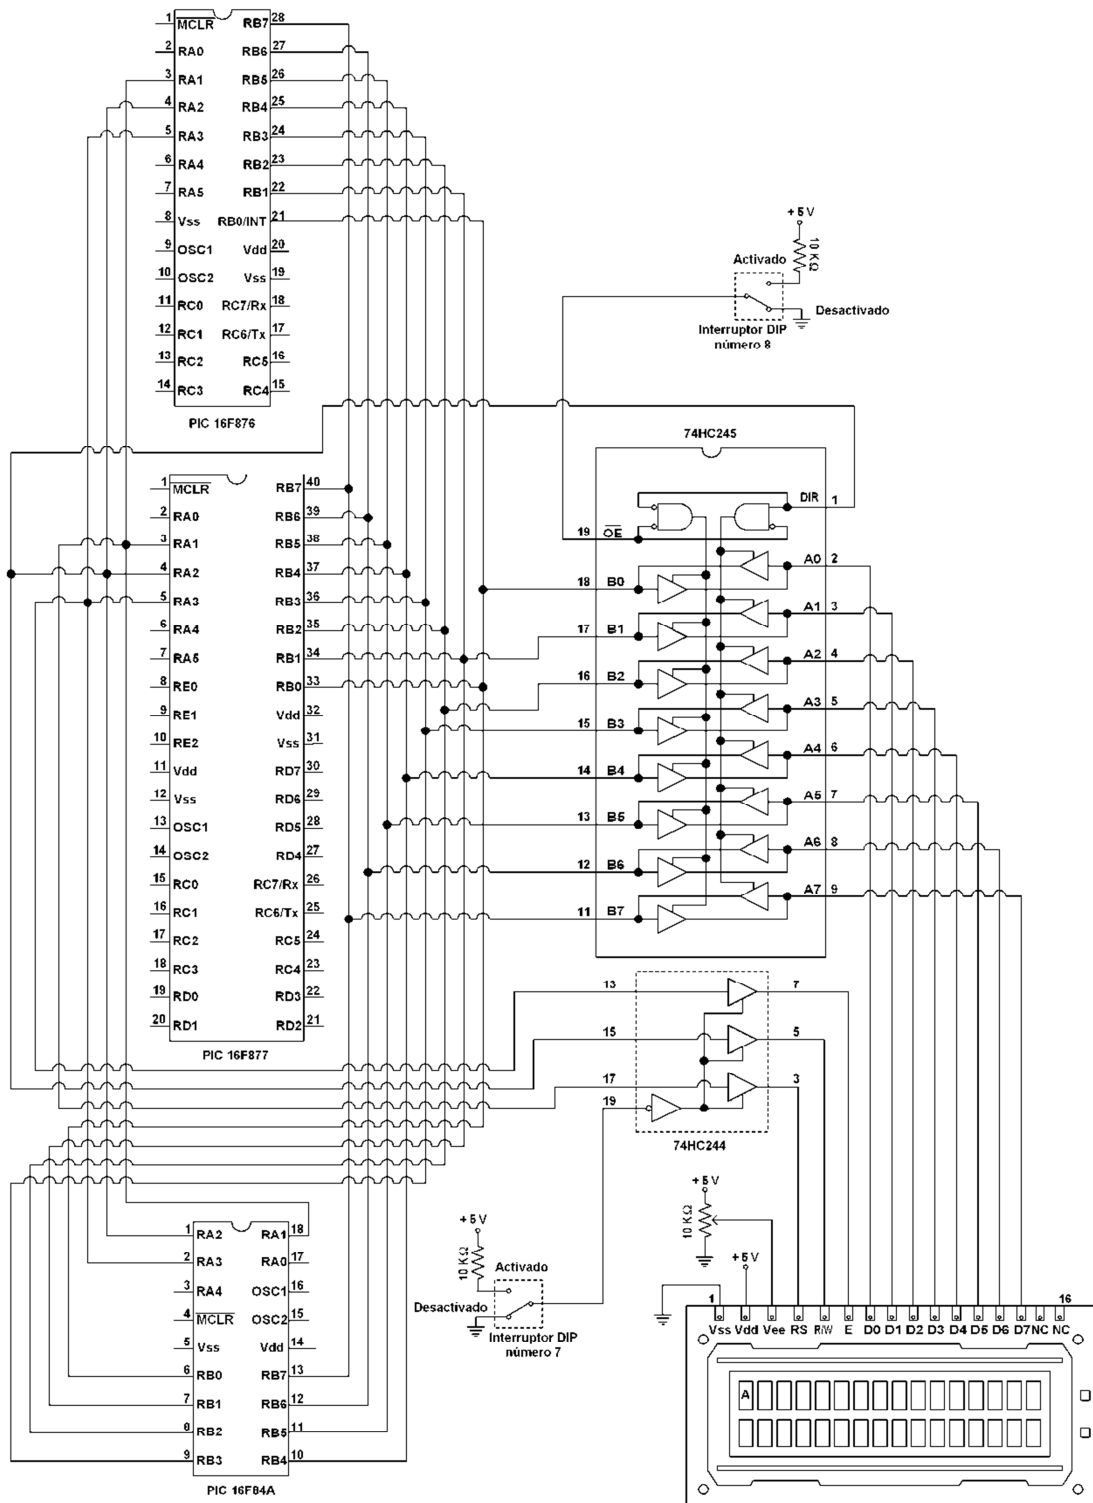 1 MCLR RB7 28
2 RA0 RB6 27
3 RA1 RB5 26
4 RA2 RB4 25
5 RA3 RB3 24
6 RA4 RB2 23
7 RA5 RB1 22
8 Vss RB0/INT 21
9 OSC1 Vdd 20
10 OSC2 Vss 19
11 RC0 RC7/Rx 18
12 RC1 RC6/Tx 17
13 RC2 RC5 16
14 RC3 RC4 15
PIC 16F876
+ 5 V
10 KΩ
Activado
Desactivado
Interruptor DIP
número 8
74HC245
DIR 1
19 OE
A0 2
18 B0
A1 3
17 B1
A2 4
16 B2
A3 5
15 B3
A4 6
14 B4
A5 7
13 B5
A6 8
12 B6
A7 9
11 B7
1 MCLR RB7 40
2 RA0 RB6 39
3 RA1 RB5 38
4 RA2 RB4 37
5 RA3 RB3 36
6 RA4 RB2 35
7 RA5 RB1 34
8 RE0 RB0 33
9 RE1 Vdd 32
10 RE2 Vss 31
11 Vdd RD7 30
12 Vss RD6 29
13 OSC1 RD5 28
14 OSC2 RD4 27
15 RC0 RC7/Rx 26
16 RC1 RC6/Tx 25
17 RC2 RC5 24
18 RC3 RC4 23
19 RD0 RD3 22
20 RD1 RD2 21
PIC 16F877
13 7
15 5
17 3
19
74HC244
1 RA2 RA1 18
2 RA3 RA0 17
3 RA4 OSC1 16
4 MCLR OSC2 15
5 Vss Vdd 14
6 RB0 RB7 13
7 RB1 RB6 12
8 RB2 RB5 11
9 RB3 RB4 10
PIC 16F84A
+ 5 V
10 KΩ
Activado
Desactivado
Interruptor DIP
número 7
+ 5 V
10 KΩ
+ 5 V
1 16
Vss Vdd Vee RS R/W E D0 D1 D2 D3 D4 D5 D6 D7 NC NC
A